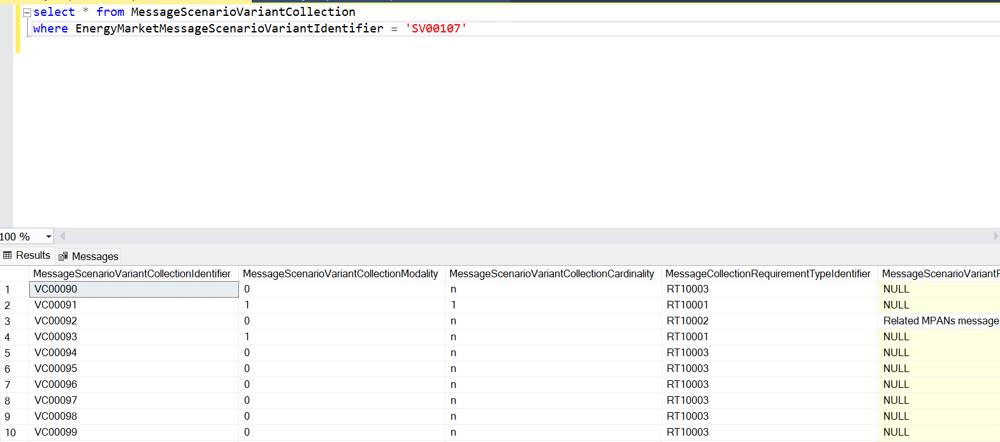 select * from MessageScenarioVariantCollection
where EnergyMarketMessageScenarioVariantIdentifier = 'SV00107'
100 %
Results Messages
MessageScenarioVariantCollectionIdentifier MessageScenarioVariantCollectionModality MessageScenarioVariantCollectionCardinality MessageCollectionRequirementTypeIdentifier MessageScenarioVariant
1 VC00090 0 n RT10003 NULL
2 VC00091 1 1 RT10001 NULL
3 VC00092 0 n RT10002 Related MPANs message
4 VC00093 1 n RT10001 NULL
5 VC00094 0 n RT10003 NULL
6 VC00095 0 n RT10003 NULL
7 VC00096 0 n RT10003 NULL
8 VC00097 0 n RT10003 NULL
9 VC00098 0 n RT10003 NULL
10 VC00099 0 n RT10003 NULL